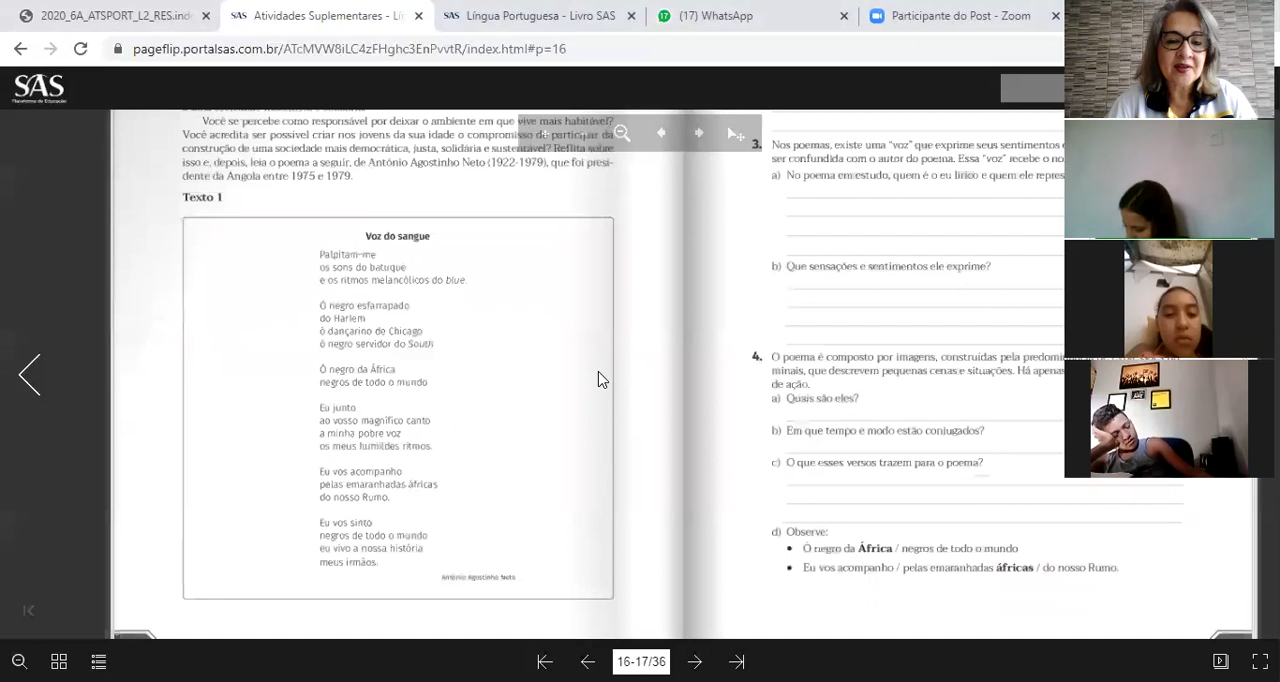 2020_6A_ATSPORT_L2_RES.ind
Atividades Suplementares - Lí
Língua Portuguesa - Livro SAS
(17) WhatsApp
Participante do Post - Zoom
pageflip.portalsas.com.br/ATcMVW8iLC4zFHghc3EnPvvtR/index.html#p=16
SAS
Plataforma de Educação
Você se percebe como responsável por deixar o ambiente em que vive mais habitável?
Você acredita ser possível criar nos jovens da sua idade o compromisso de participar da
construção de uma sociedade mais democrática, justa, solidária e sustentável? Reflita sobre
isso e, depois, leia o poema a seguir, de António Agostinho Neto (1922-1979), que foi presi-
dente da Angola entre 1975 e 1979.
Texto 1
Voz do sangue
Palpitam-me
os sons do batuque
e os ritmos melancólicos do blue.
Ó negro esfarrapado
do Harlem
ó dançarino de Chicago
ó negro servidor do South
Ó negro da África
negros de todo o mundo
Eu junto
ao vosso magnífico canto
a minha pobre voz
os meus humildes ritmos.
Eu vos acompanho
pelas emaranhadas áfricas
do nosso Rumo.
Eu vos sinto
negros de todo o mundo
eu vivo a nossa história
meus irmãos.
António Agostinho Neto
3. Nos poemas, existe uma "voz" que exprime seus sentimentos e
ser confundida com o autor do poema. Essa "voz" recebe o no
a) No poema em estudo, quem é o eu lírico e quem ele repres
b) Que sensações e sentimentos ele exprime?
4. O poema é composto por imagens, construídas pela predomi
minais, que descrevem pequenas cenas e situações. Há apenas
de ação.
a) Quais são eles?
b) Em que tempo e modo estão conjugados?
c) O que esses versos trazem para o poema?
d) Observe:
• Ó negro da África / negros de todo o mundo
• Eu vos acompanho / pelas emaranhadas áfricas / do nosso Rumo.
16-17/36